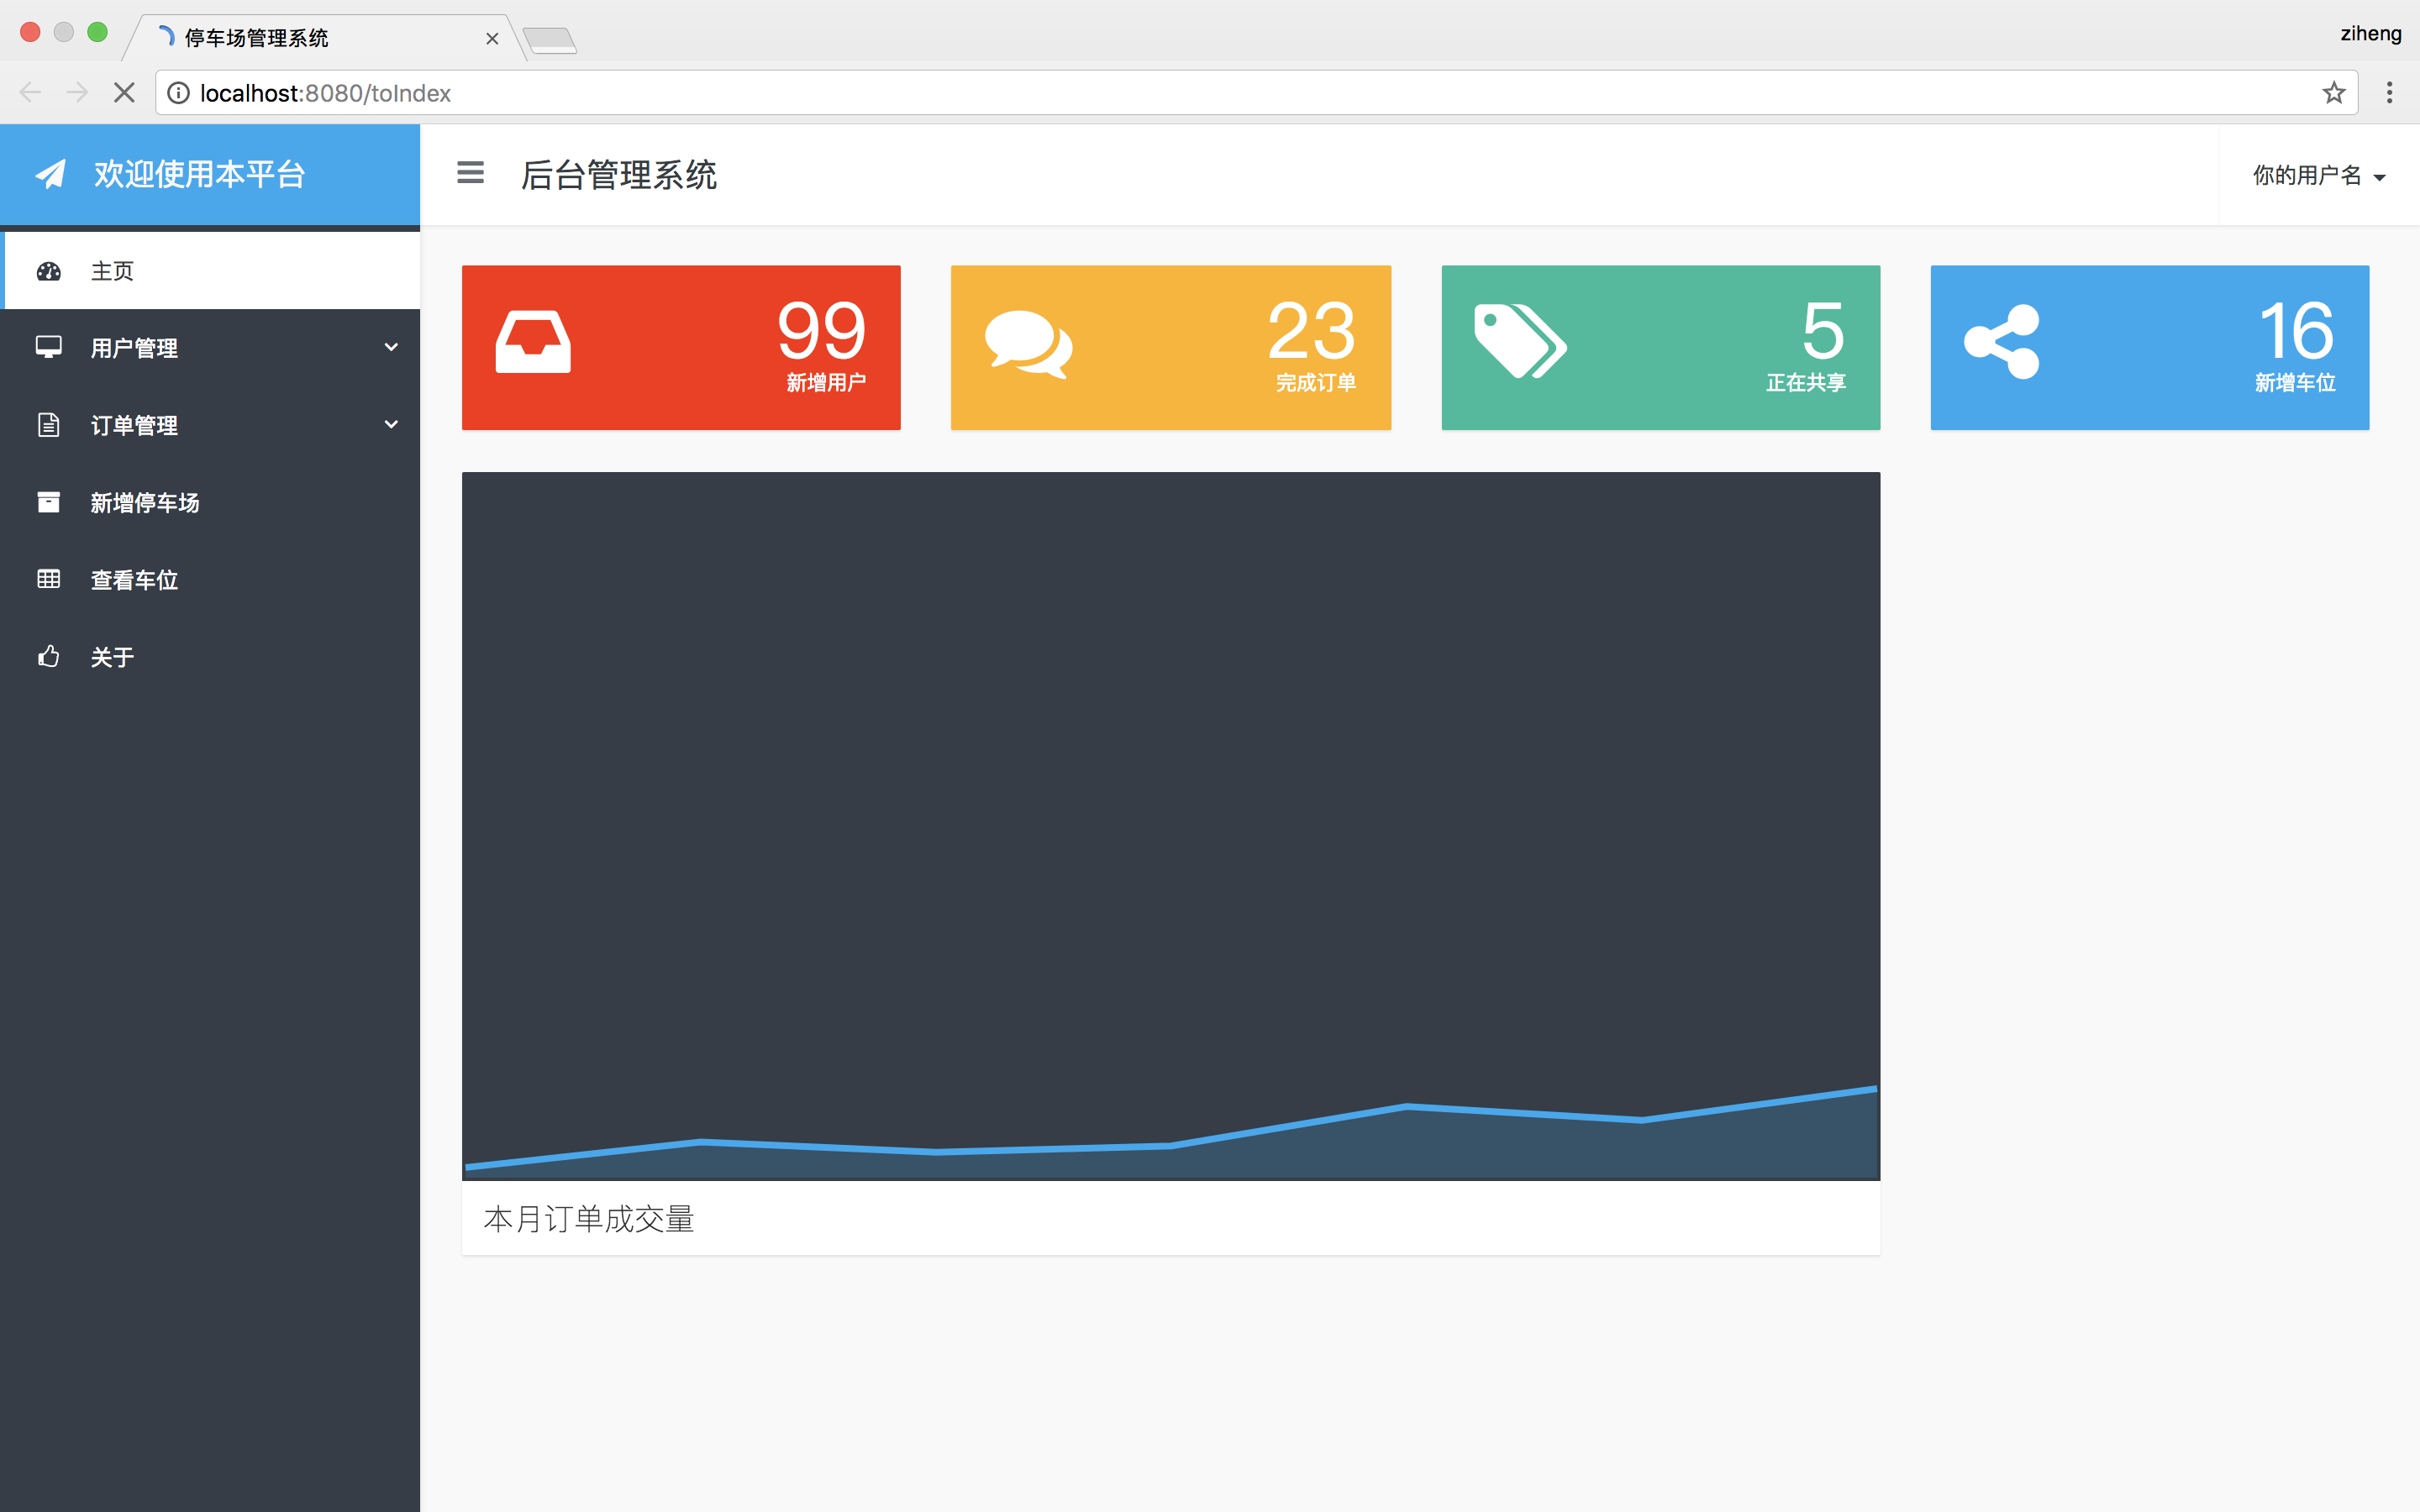 停车场管理系统
ziheng
localhost:8080/toIndex
欢迎使用本平台
后台管理系统
你的用户名
主页
用户管理
订单管理
新增停车场
查看车位
关于
99
新增用户
23
完成订单
5
正在共享
16
新增车位
本月订单成交量